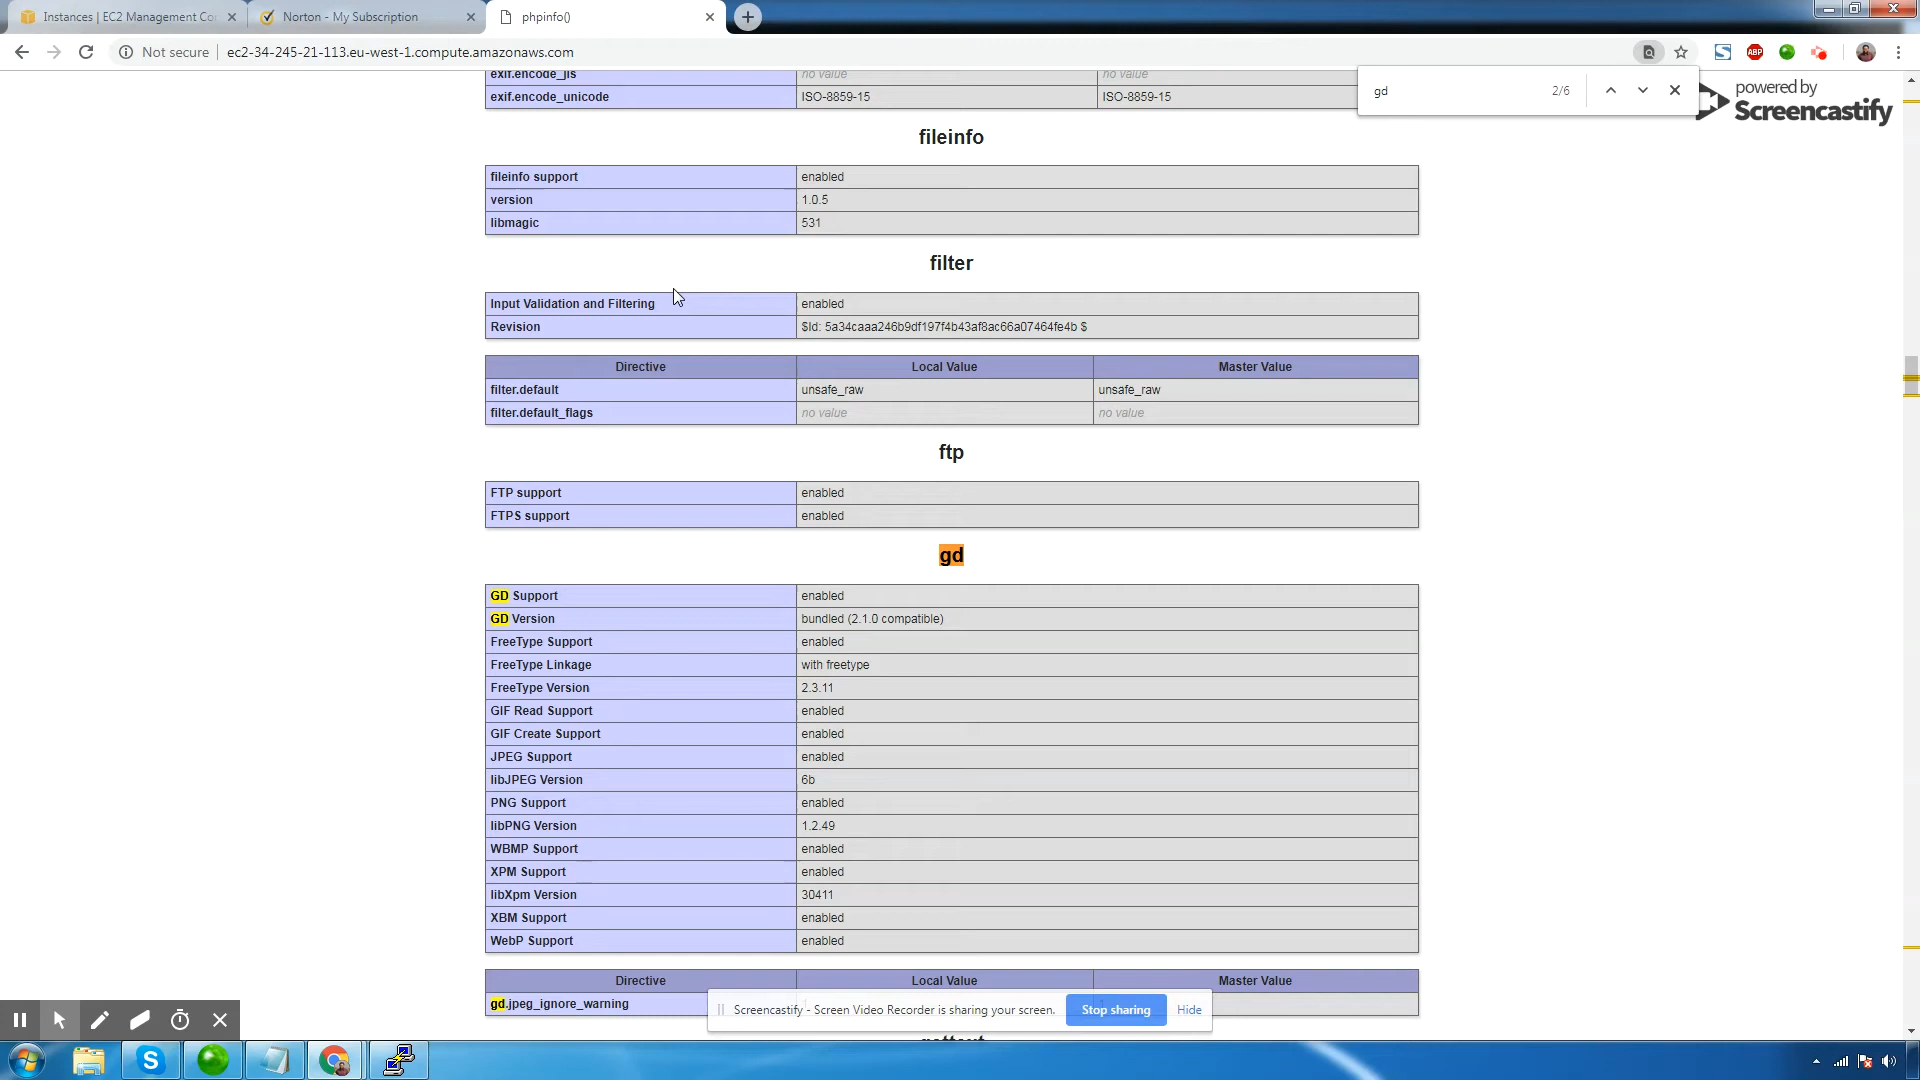 Instances | EC2 Management Co
Norton - My Subscription
phpinfo()
Not secure
ec2-34-245-21-113.eu-west-1.compute.amazonaws.com
ABP
gd
2/6
powered by
Screencastify
exif.encode_jis no value no value
exif.encode_unicode ISO-8859-15 ISO-8859-15
fileinfo
fileinfo support enabled
version 1.0.5
libmagic 531
filter
Input Validation and Filtering enabled
Revision $Id: 5a34caaa246b9df197f4b43af8ac66a07464fe4b $
Directive Local Value Master Value
filter.default unsafe_raw unsafe_raw
filter.default_flags no value no value
ftp
FTP support enabled
FTPS support enabled
gd
GD Support enabled
GD Version bundled (2.1.0 compatible)
FreeType Support enabled
FreeType Linkage with freetype
FreeType Version 2.3.11
GIF Read Support enabled
GIF Create Support enabled
JPEG Support enabled
libJPEG Version 6b
PNG Support enabled
libPNG Version 1.2.49
WBMP Support enabled
XPM Support enabled
libXpm Version 30411
XBM Support enabled
WebP Support enabled
Directive Local Value Master Value
gd.jpeg_ignore_warning
Screencastify - Screen Video Recorder is sharing your screen.
Stop sharing
Hide